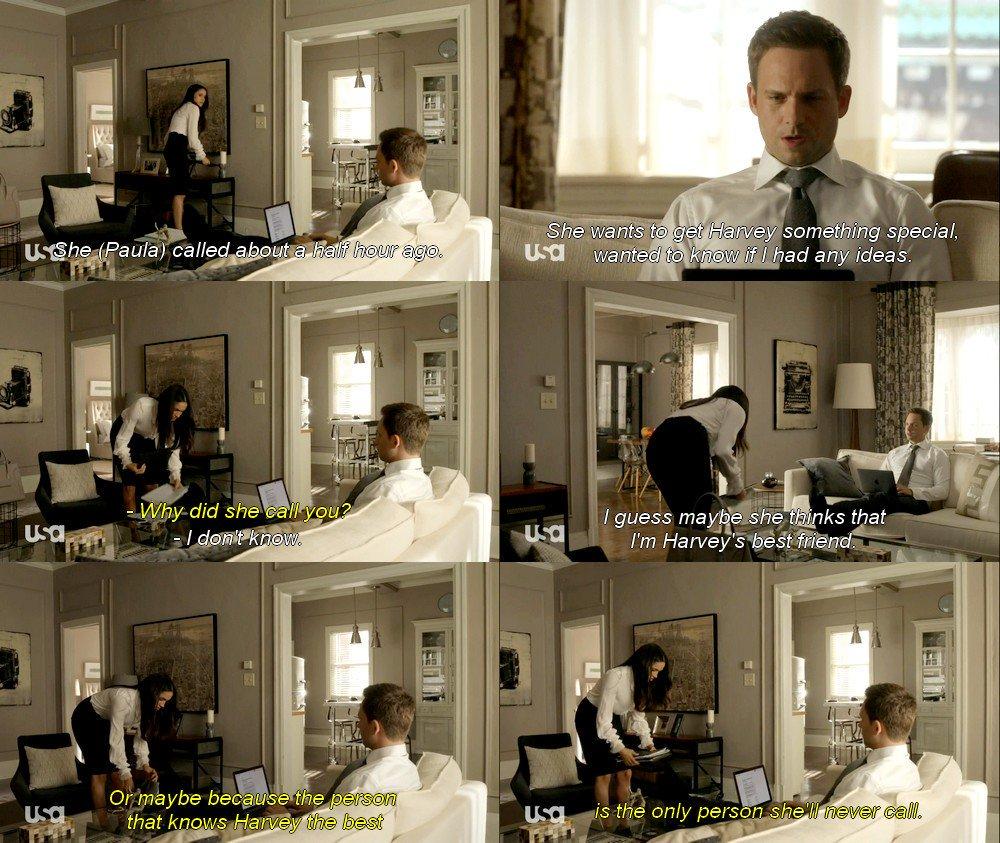 usa
She (Paula) called about a half hour ago.
usa
She wants to get Harvey something special,
wanted to know if I had any ideas.
usa
- Why did she call you?
- I don't know.
usa
I guess maybe she thinks that
I'm Harvey's best friend.
usa
Or maybe because the person
that knows Harvey the best
usa
is the only person she'll never call.